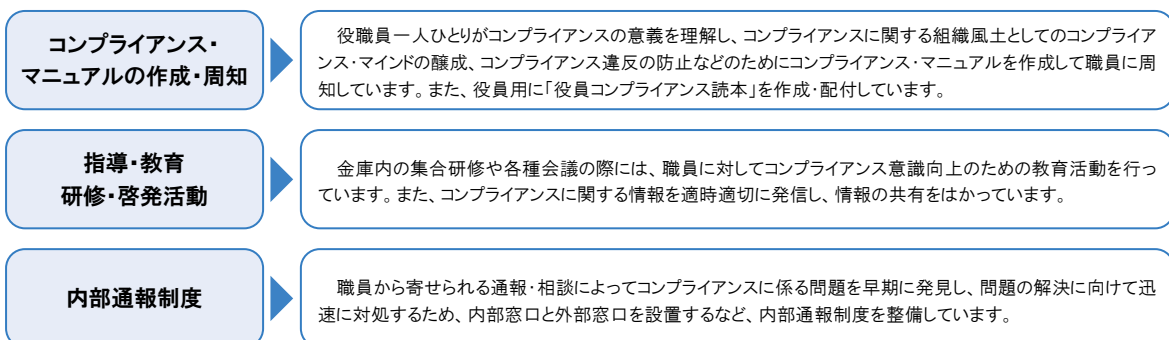 コンプライアンス・
マニュアルの作成・周知
役職員一人ひとりがコンプライアンスの意義を理解し、コンプライアンスに関する組織風土としてのコンプライア
ンス・マインドの醸成、コンプライアンス違反の防止などのためにコンプライアンス・マニュアルを作成して職員に周
知しています。また、役員用に「役員コンプライアンス読本」を作成・配付しています。
指導・教育
研修・啓発活動
金庫内の集合研修や各種会議の際には、職員に対してコンプライアンス意識向上のための教育活動を行っ
ています。また、コンプライアンスに関する情報を適時適切に発信し、情報の共有をはかっています。
内部通報制度
職員から寄せられる通報・相談によってコンプライアンスに係る問題を早期に発見し、問題の解決に向けて迅
速に対処するため、内部窓口と外部窓口を設置するなど、内部通報制度を整備しています。